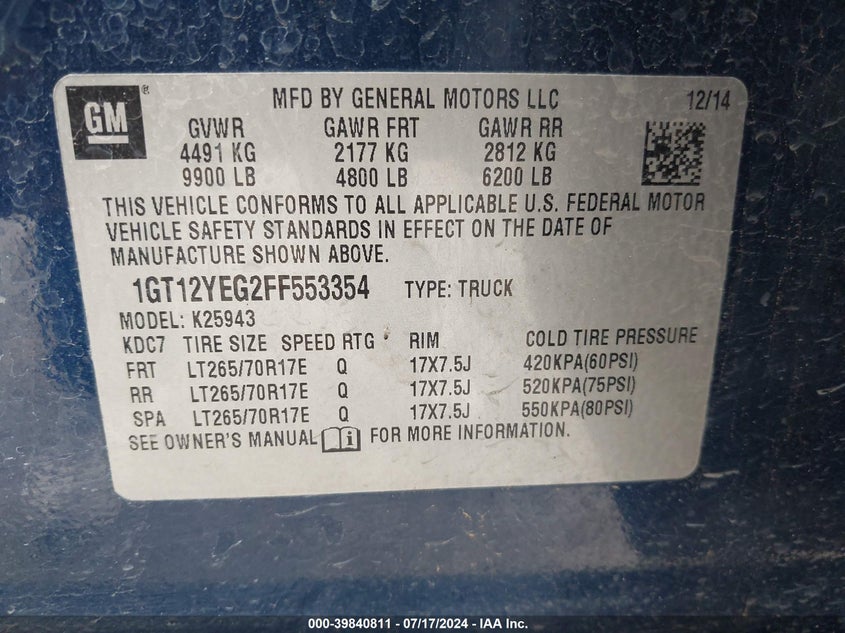 GM ® MFD BY GENERAL MOTORS LLC 12/14
GVWR GAWR FRT GAWR RR
4491 KG 2177 KG 2812 KG
9900 LB 4800 LB 6200 LB
THIS VEHICLE CONFORMS TO ALL APPLICABLE U.S. FEDERAL MOTOR
VEHICLE SAFETY STANDARDS IN EFFECT ON THE DATE OF
MANUFACTURE SHOWN ABOVE.
1GT12YEG2FF553354 TYPE: TRUCK
MODEL: K25943
KDC7 TIRE SIZE SPEED RTG RIM COLD TIRE PRESSURE
FRT LT265/70R17E Q 17X7.5J 420KPA(60PSI)
RR LT265/70R17E Q 17X7.5J 520KPA(75PSI)
SPA LT265/70R17E Q 17X7.5J 550KPA(80PSI)
SEE OWNER'S MANUAL FOR MORE INFORMATION.
000-39840811 - 07/17/2024 - IAA Inc.